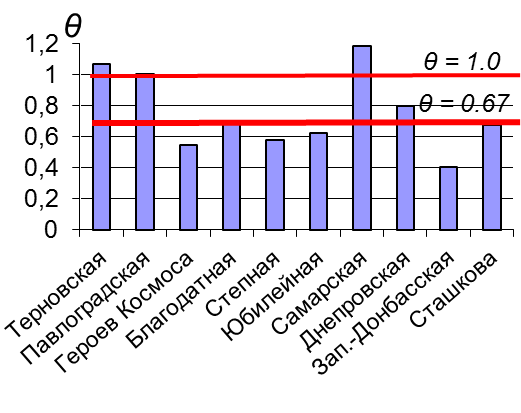 θ
1,2
1
0,8
0,6
0,4
0,2
0
θ = 1.0
θ = 0.67
Терновская
Павлоградская
Героев Космоса
Благодатная
Степная
Юбилейная
Самарская
Днепровская
Зап.-Донбасская
Сташкова